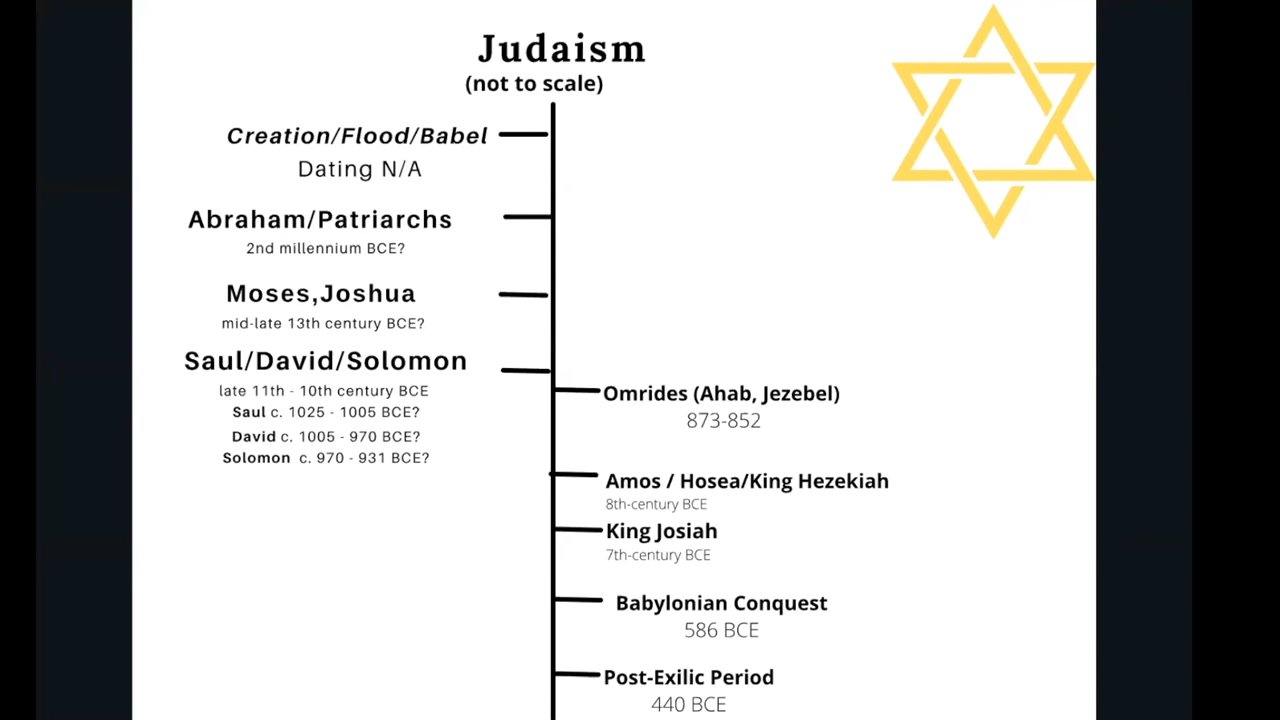 Judaism
(not to scale)
Creation/Flood/Babel
Dating N/A
Abraham/Patriarchs
2nd millennium BCE?
Moses,Joshua
mid-late 13th century BCE?
Saul/David/Solomon
late 11th - 10th century BCE
Saul c. 1025 - 1005 BCE?
David c. 1005 - 970 BCE?
Solomon c. 970 - 931 BCE?
Omrides (Ahab, Jezebel)
873-852
Amos / Hosea/King Hezekiah
8th-century BCE
King Josiah
7th-century BCE
Babylonian Conquest
586 BCE
Post-Exilic Period
440 BCE